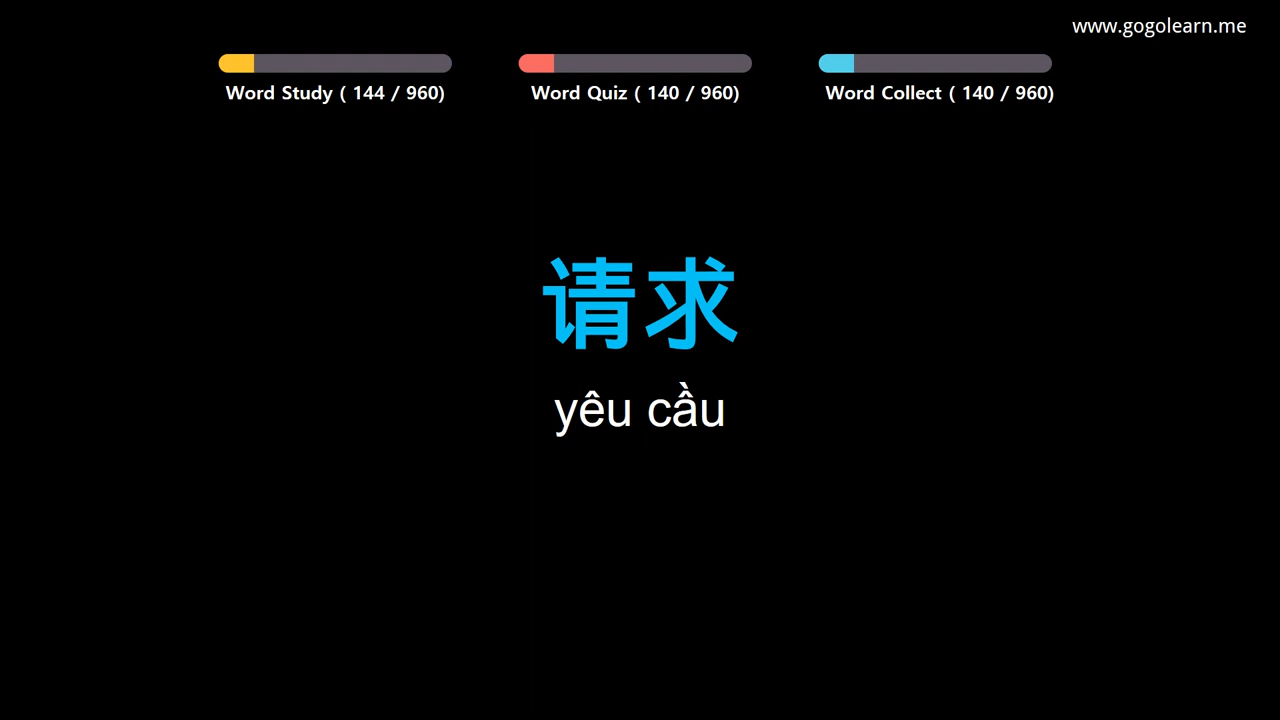 www.gogolearn.me
Word Study ( 144 / 960)
Word Quiz ( 140 / 960)
Word Collect ( 140 / 960)
请求
yêu cầu